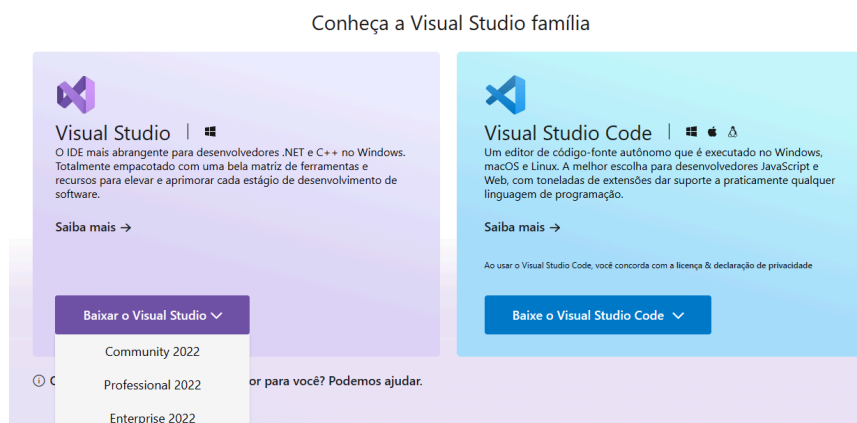 Conheça a Visual Studio família
Visual Studio
O IDE mais abrangente para desenvolvedores .NET e C++ no Windows.
Totalmente empacotado com uma bela matriz de ferramentas e
recursos para elevar e aprimorar cada estágio de desenvolvimento de
software.
Saiba mais →
Baixar o Visual Studio
Community 2022
Professional 2022
Enterprise 2022
Visual Studio Code
Um editor de código-fonte autônomo que é executado no Windows,
macOS e Linux. A melhor escolha para desenvolvedores JavaScript e
Web, com toneladas de extensões dar suporte a praticamente qualquer
linguagem de programação.
Saiba mais →
Ao usar o Visual Studio Code, você concorda com a licença & declaração de privacidade
Baixe o Visual Studio Code
or para você? Podemos ajudar.